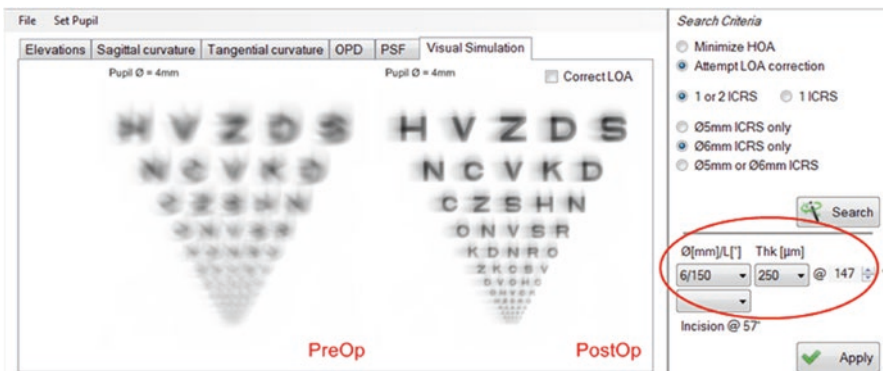 File Set Pupil
Elevations Sagittal curvature Tangential curvature OPD PSF Visual Simulation
Pupil Ø = 4mm
H V Z D S
N C V K D
C Z S H N
PreOp
Pupil Ø = 4mm
Correct LOA
H V Z D S
N C V K D
C Z S H N
O N V S R
K D N R O
Z K C S V
D V O H C
PostOp
Search Criteria
Minimize HOA
Attempt LOA correction
1 or 2 ICRS 1 ICRS
Ø5mm ICRS only
Ø6mm ICRS only
Ø5mm or Ø6mm ICRS
Search
Ø[mm]/L[°] Thk [µm]
6/150 250 @ 147 °
Incision @ 57°
Apply